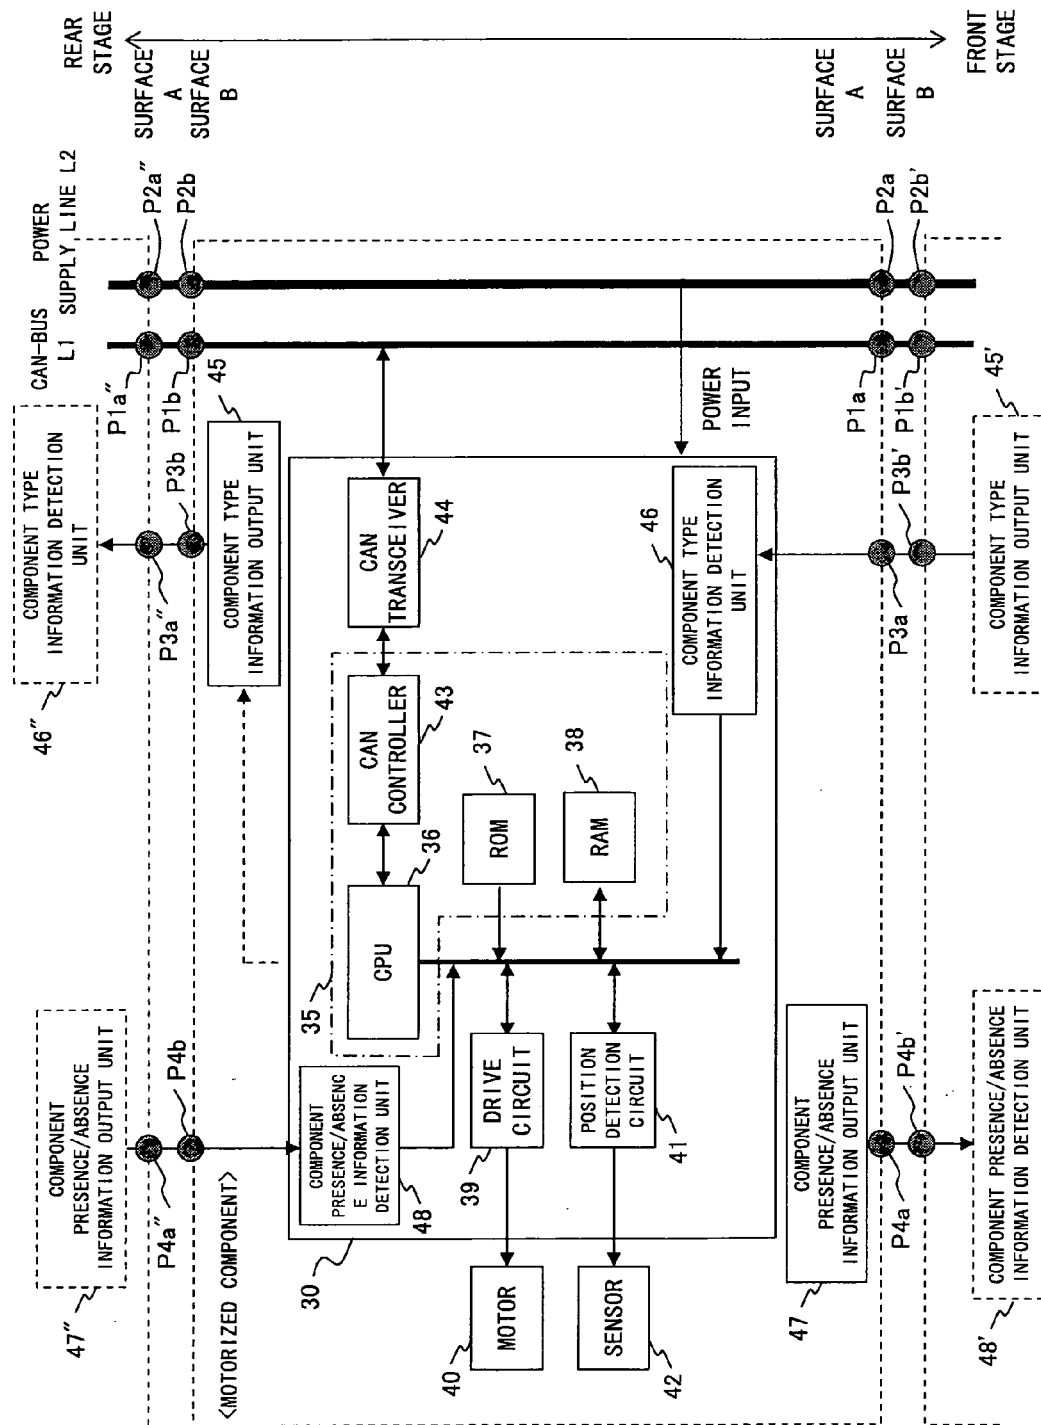 REAR
STAGE
SURFACE
A
SURFACE
B
SURFACE
A
SURFACE
B
FRONT
STAGE
POWER
SUPPLY LINE L2
CAN-BUS
L1
P2a″
P2b
P1a″
P1b
P2a
P2b'
P1a
P1b'
POWER
INPUT
COMPONENT TYPE
INFORMATION DETECTION
UNIT
46″
P3a″
P3b
45
COMPONENT TYPE
INFORMATION OUTPUT UNIT
CAN
TRANSCEIVER
44
46
COMPONENT TYPE
INFORMATION DETECTION
UNIT
P3a
P3b'
45'
COMPONENT TYPE
INFORMATION OUTPUT UNIT
CAN
CONTROLLER
43
CPU
36
35
ROM
37
RAM
38
COMPONENT
PRESENCE/ABSENCE
INFORMATION OUTPUT UNIT
47″
P4a″
P4b
<MOTORIZED COMPONENT>
COMPONENT
PRESENCE/ABSENC
E INFORMATION
DETECTION UNIT
48
30
DRIVE
CIRCUIT
39
POSITION
DETECTION
CIRCUIT
41
MOTOR
40
SENSOR
42
COMPONENT
PRESENCE/ABSENCE
INFORMATION OUTPUT UNIT
47
P4a
P4b'
COMPONENT PRESENCE/ABSENCE
INFORMATION DETECTION UNIT
48'